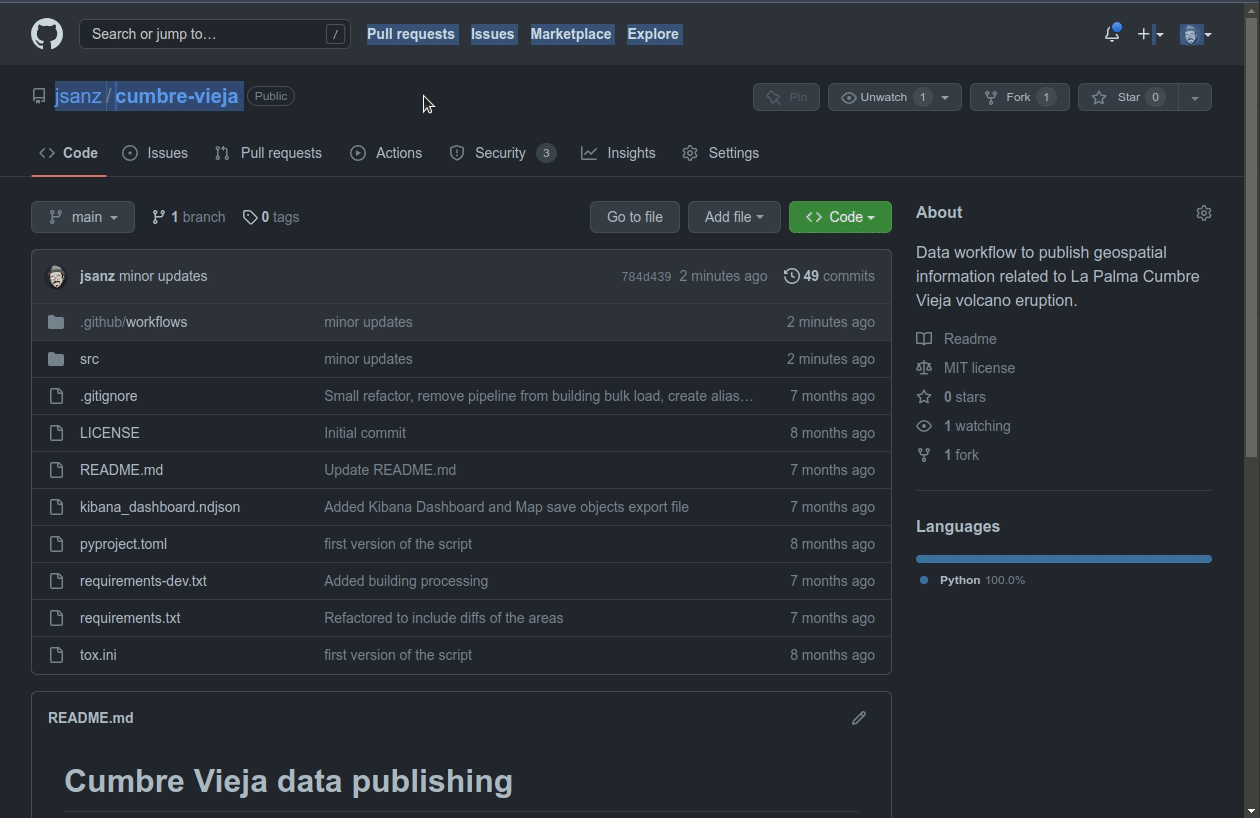 Search or jump to… / Pull requests Issues Marketplace Explore
jsanz / cumbre-vieja Public Pin Unwatch 1 Fork 1 Star 0
Code Issues Pull requests Actions Security 3 Insights Settings
main 1 branch 0 tags Go to file Add file Code
jsanz minor updates 784d439 2 minutes ago 49 commits
.github/workflows minor updates 2 minutes ago
src minor updates 2 minutes ago
.gitignore Small refactor, remove pipeline from building bulk load, create alias… 7 months ago
LICENSE Initial commit 8 months ago
README.md Update README.md 7 months ago
kibana_dashboard.ndjson Added Kibana Dashboard and Map save objects export file 7 months ago
pyproject.toml first version of the script 8 months ago
requirements-dev.txt Added building processing 7 months ago
requirements.txt Refactored to include diffs of the areas 7 months ago
tox.ini first version of the script 8 months ago
README.md
Cumbre Vieja data publishing
About
Data workflow to publish geospatial
information related to La Palma Cumbre
Vieja volcano eruption.
Readme
MIT license
0 stars
1 watching
1 fork
Languages
Python 100.0%